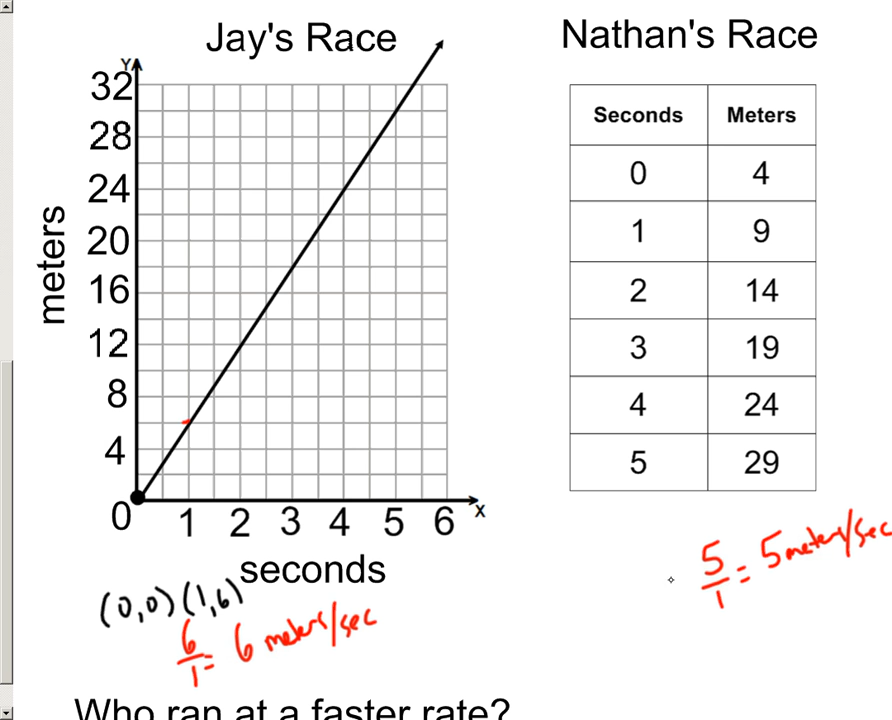 Jay's Race
Nathan's Race
Y
32
28
24
20
16
12
8
4
0
meters
1 2 3 4 5 6
x
seconds
Seconds Meters
0 4
1 9
2 14
3 19
4 24
5 29
(0,0) (1,6)
6/1 = 6 meters/sec
5/1 = 5 meters/sec
Who ran at a faster rate?